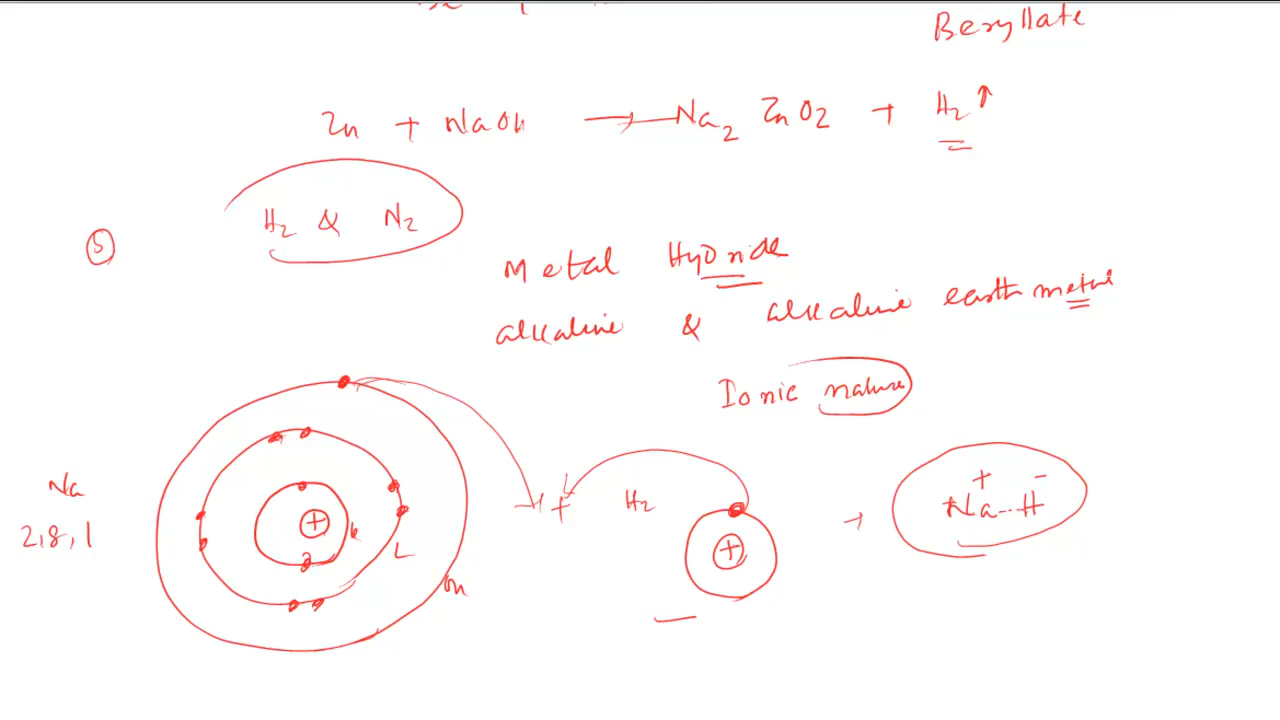 Beryllate
Zn + NaOH → Na2 ZnO2 + H2↑
5 H2 & N2
Metal Hydride
alkaline & alkaline earth metal
Ionic nature
Na
2,8,1
+ K L m
+ H2 + → Na+...H-